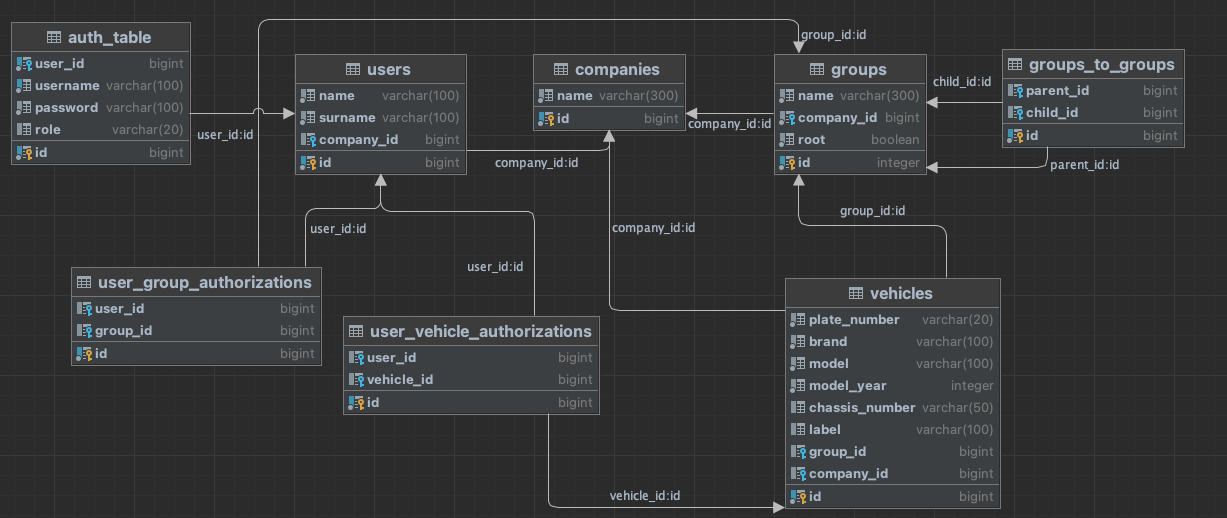 auth_table
user_id bigint
username varchar(100)
password varchar(100)
role varchar(20)
id bigint
user_id:id
users
name varchar(100)
surname varchar(100)
company_id bigint
id bigint
company_id:id
companies
name varchar(300)
id bigint
company_id:id
group_id:id
groups
name varchar(300)
company_id bigint
root boolean
id integer
child_id:id
groups_to_groups
parent_id bigint
child_id bigint
id bigint
parent_id:id
group_id:id
user_id:id
company_id:id
user_id:id
user_group_authorizations
user_id bigint
group_id bigint
id bigint
user_vehicle_authorizations
user_id bigint
vehicle_id bigint
id bigint
vehicle_id:id
vehicles
plate_number varchar(20)
brand varchar(100)
model varchar(100)
model_year integer
chassis_number varchar(50)
label varchar(100)
group_id bigint
company_id bigint
id bigint